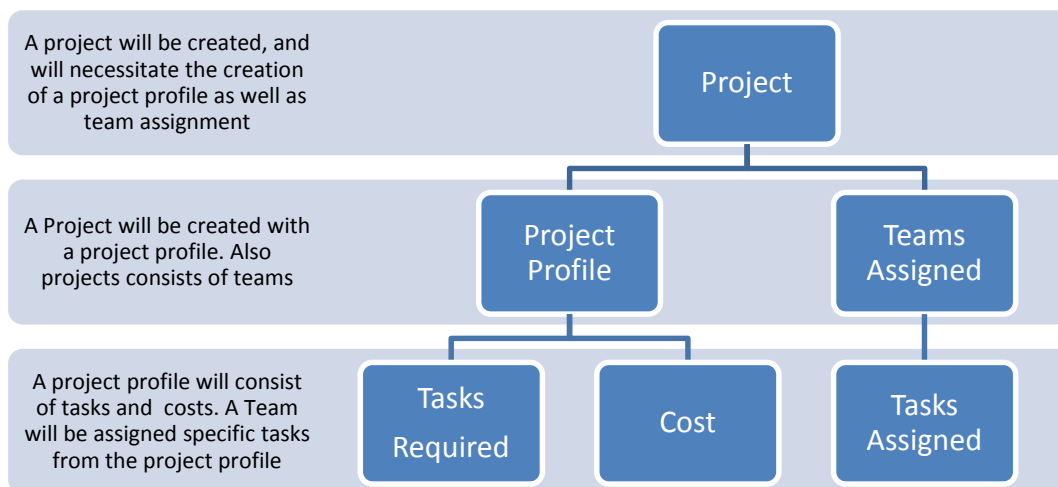 A project will be created, and
will necessitate the creation
of a project profile as well as
team assignment
Project
A Project will be created with
a project profile. Also
projects consists of teams
Project
Profile
Teams
Assigned
A project profile will consist
of tasks and costs. A Team
will be assigned specific tasks
from the project profile
Tasks
Required
Cost
Tasks
Assigned